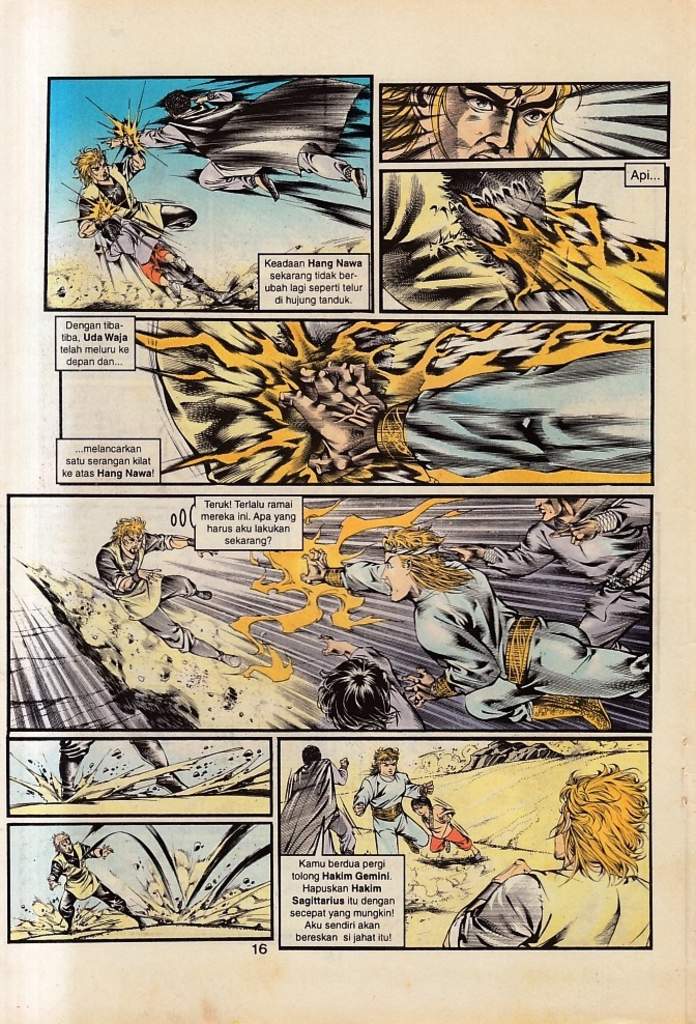 Keadaan Hang Nawa
sekarang tidak ber-
ubah lagi seperti telur
di hujung tanduk.
Api...
Dengan tiba-
tiba, Uda Waja
telah meluru ke
depan dan...
...melancarkan
satu serangan kilat
ke atas Hang Nawa!
Teruk! Terlalu ramai
mereka ini. Apa yang
harus aku lakukan
sekarang?
Kamu berdua pergi
tolong Hakim Gemini.
Hapuskan Hakim
Sagittarius itu dengan
secepat yang mungkin!
Aku sendiri akan
bereskan si jahat itu!
16